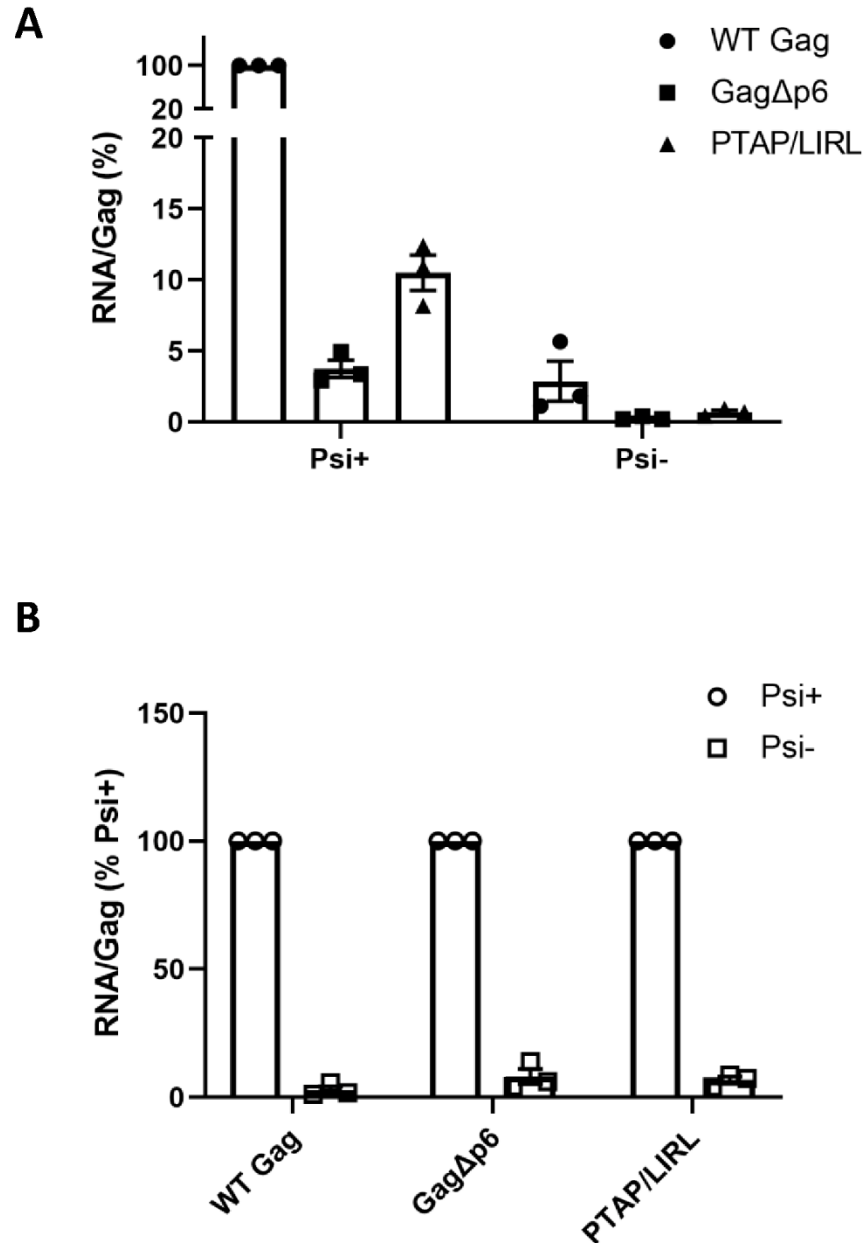 A
RNA/Gag (%)
100
20
20
15
10
5
0
Psi+
Psi-
WT Gag
GagΔp6
PTAP/LIRL
B
RNA/Gag (% Psi+)
150
100
50
0
WT Gag
GagΔp6
PTAP/LIRL
Psi+
Psi-